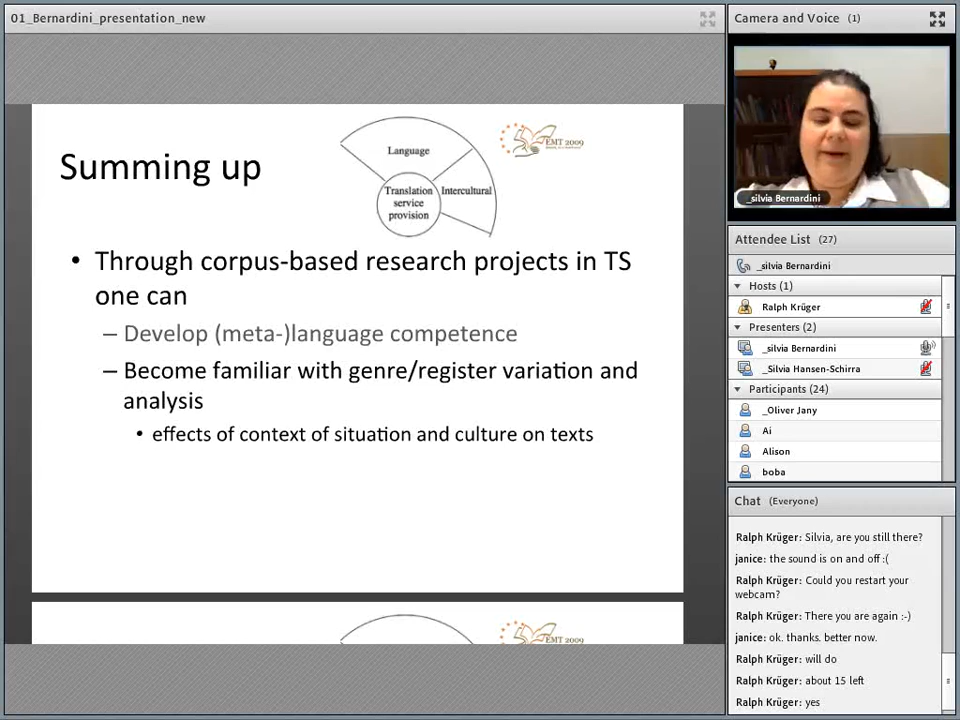 01_Bernardini_presentation_new
Summing up
Language
Translation
service
provision
Intercultural
EMT 2009
• Through corpus-based research projects in TS
one can
– Develop (meta-)language competence
– Become familiar with genre/register variation and
analysis
• effects of context of situation and culture on texts
EMT 2009
Camera and Voice (1)
_silvia Bernardini
Attendee List (27)
_silvia Bernardini
Hosts (1)
Ralph Krüger
Presenters (2)
_silvia Bernardini
_Silvia Hansen-Schirra
Participants (24)
_Oliver Jany
Ai
Alison
boba
Chat (Everyone)
Ralph Krüger: Silvia, are you still there?
janice: the sound is on and off :(
Ralph Krüger: Could you restart your
webcam?
Ralph Krüger: There you are again :-)
janice: ok. thanks. better now.
Ralph Krüger: will do
Ralph Krüger: about 15 left
Ralph Krüger: yes